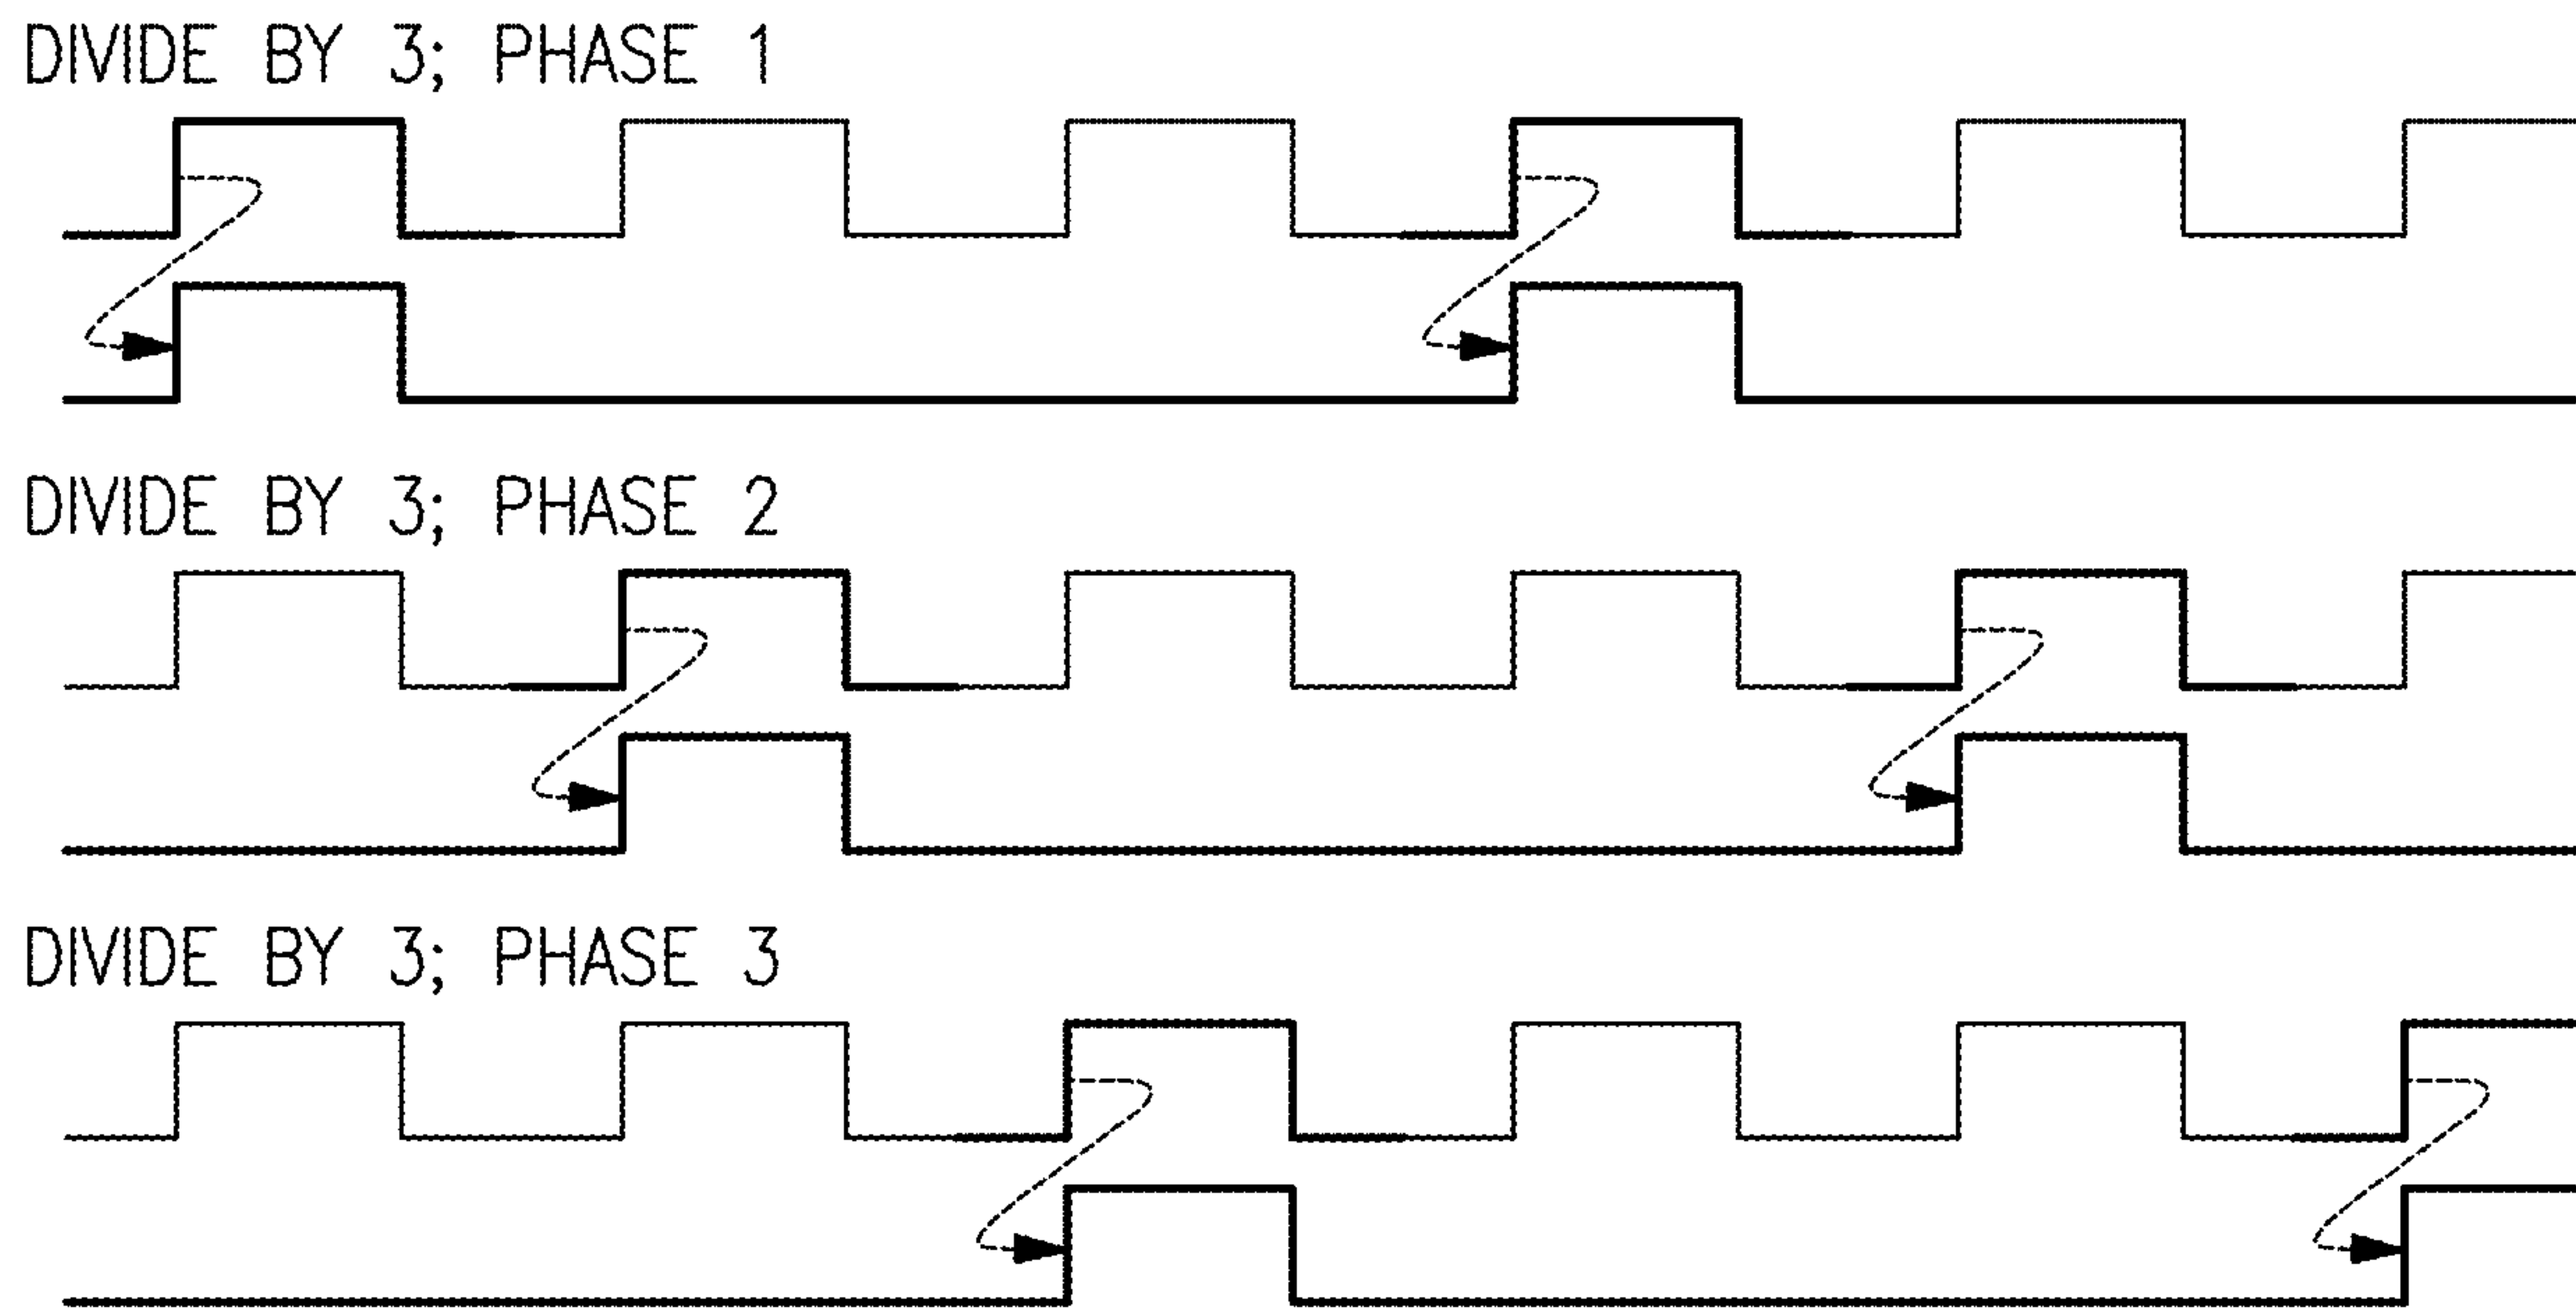 DIVIDE BY 3; PHASE 1
DIVIDE BY 3; PHASE 2
DIVIDE BY 3; PHASE 3